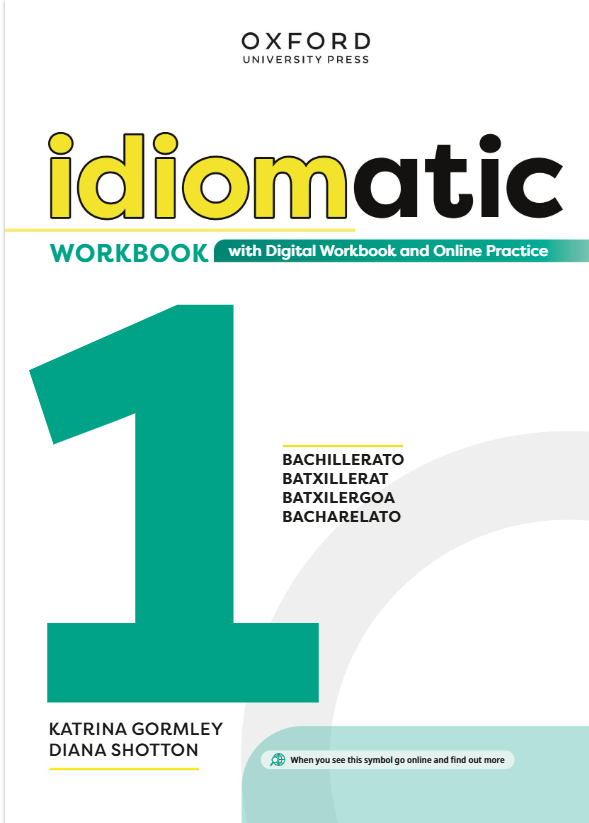 OXFORD
UNIVERSITY PRESS
idiomatic
WORKBOOK with Digital Workbook and Online Practice
1
BACHILLERATO
BATXILLERAT
BATXILERGOA
BACHARELATO
KATRINA GORMLEY
DIANA SHOTTON
When you see this symbol go online and find out more